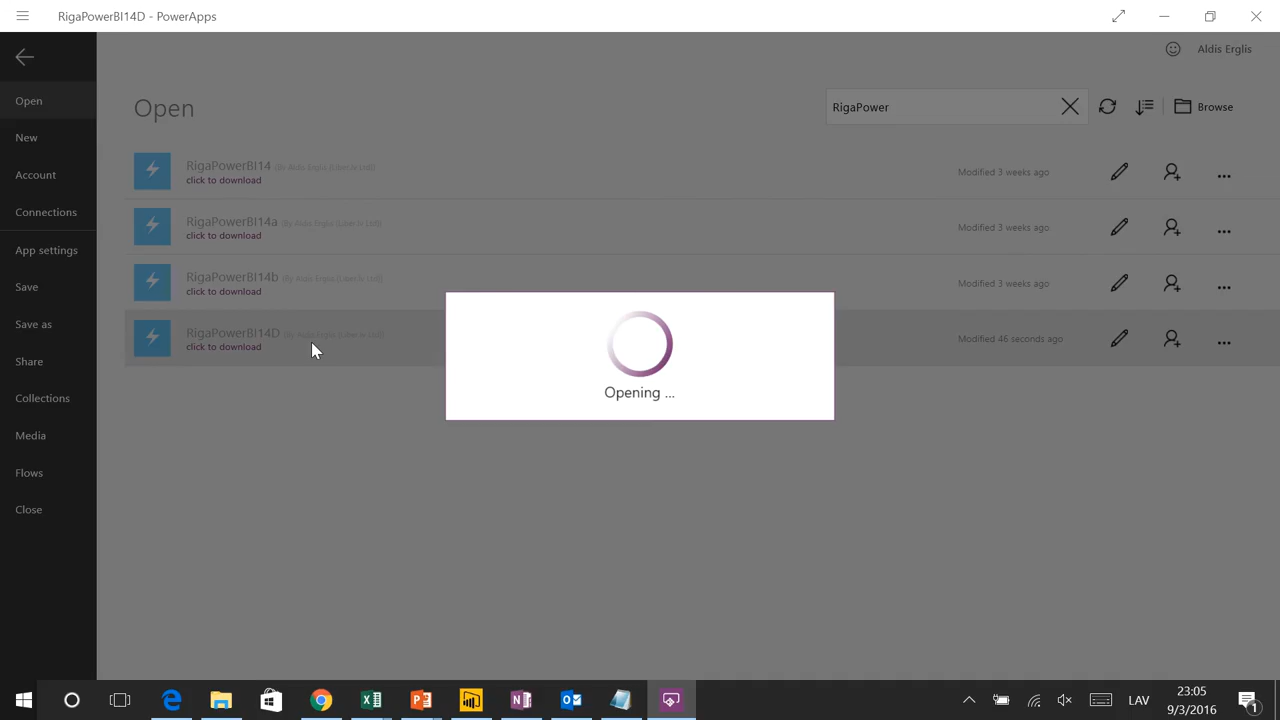 RigaPowerBI14D - PowerApps
Aldis Erglis
Open
RigaPower
Browse
Open
New
Account
Connections
App settings
Save
Save as
Share
Collections
Media
Flows
Close
RigaPowerBI14
click to download
Modified 3 weeks ago
RigaPowerBI14a
click to download
Modified 3 weeks ago
RigaPowerBI14b
click to download
Modified 3 weeks ago
RigaPowerBI14D
click to download
Modified 46 seconds ago
Opening ...
LAV
23:05
9/3/2016
1